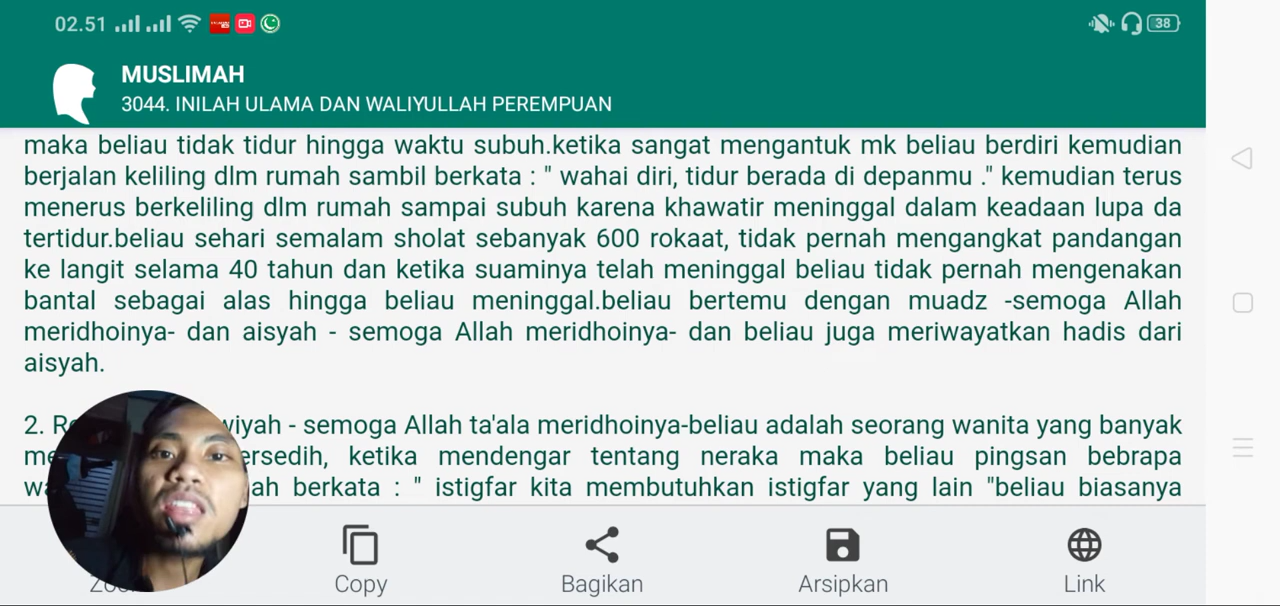 02.51
38
MUSLIMAH
3044. INILAH ULAMA DAN WALIYULLAH PEREMPUAN
maka beliau tidak tidur hingga waktu subuh.ketika sangat mengantuk mk beliau berdiri kemudian
berjalan keliling dlm rumah sambil berkata : " wahai diri, tidur berada di depanmu ." kemudian terus
menerus berkeliling dlm rumah sampai subuh karena khawatir meninggal dalam keadaan lupa da
tertidur.beliau sehari semalam sholat sebanyak 600 rokaat, tidak pernah mengangkat pandangan
ke langit selama 40 tahun dan ketika suaminya telah meninggal beliau tidak pernah mengenakan
bantal sebagai alas hingga beliau meninggal.beliau bertemu dengan muadz -semoga Allah
meridhoinya- dan aisyah - semoga Allah meridhoinya- dan beliau juga meriwayatkan hadis dari
aisyah.
2. wiyah - semoga Allah ta'ala meridhoinya-beliau adalah seorang wanita yang banyak
ersedih, ketika mendengar tentang neraka maka beliau pingsan bebrapa
ah berkata : " istigfar kita membutuhkan istigfar yang lain "beliau biasanya
Copy
Bagikan
Arsipkan
Link